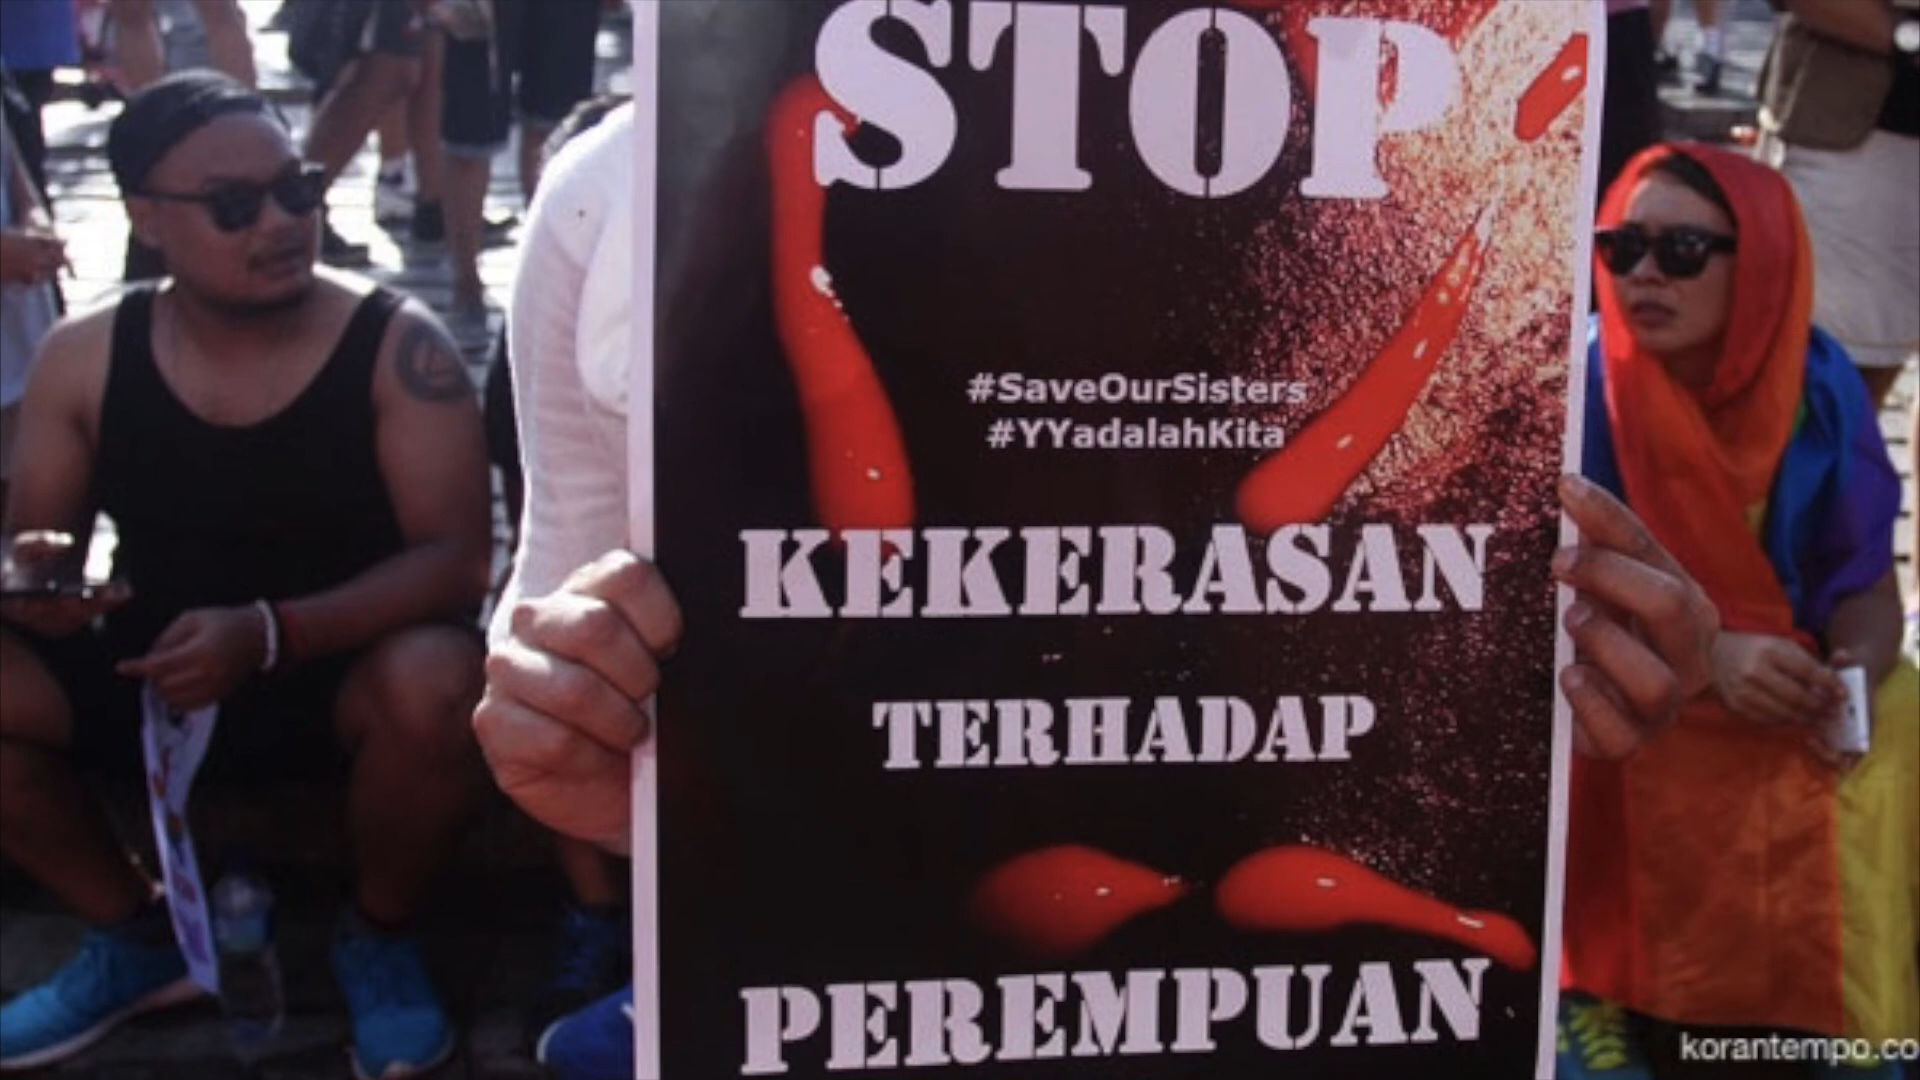 STOP
#SaveOurSisters
#YYadalahKita
KEKERASAN
TERHADAP
PEREMPUAN
korantempo.co